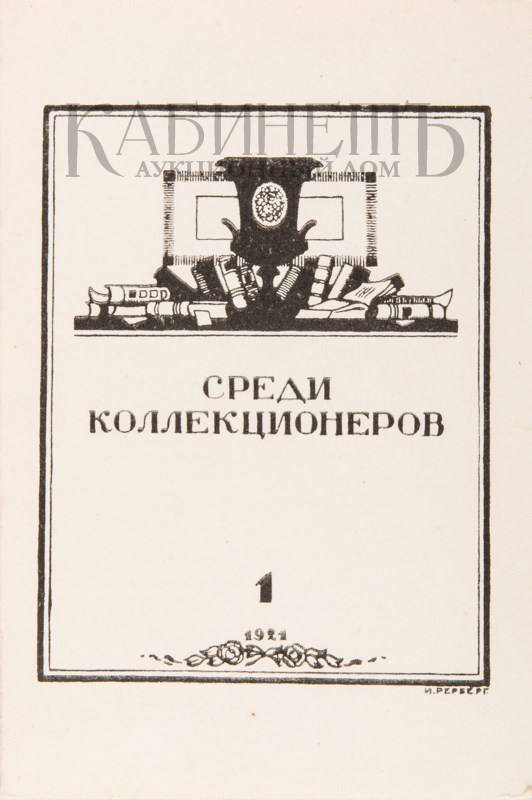 КАБИНЕТЪ
АУКЦИОННЫЙ ДОМ
СРЕДИ
КОЛЛЕКЦИОНЕРОВ
1
1921
И.РЕРБЕРГ.